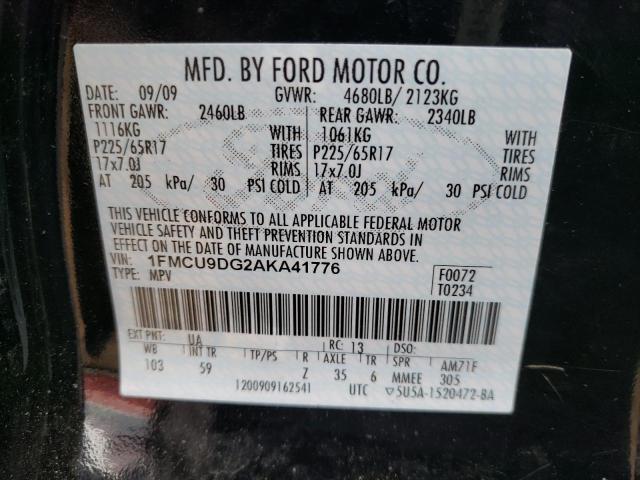 MFD. BY FORD MOTOR CO.
DATE: 09/09 GVWR: 4680LB/ 2123KG
FRONT GAWR: 2460LB REAR GAWR: 2340LB
1116KG WITH 1061KG WITH
P225/65R17 TIRES P225/65R17 TIRES
17x7.0J RIMS 17x7.0J RIMS
AT 205 kPa/ 30 PSI COLD AT 205 kPa/ 30 PSI COLD
THIS VEHICLE CONFORMS TO ALL APPLICABLE FEDERAL MOTOR
VEHICLE SAFETY AND THEFT PREVENTION STANDARDS IN
EFFECT ON THE DATE OF MANUFACTURE SHOWN ABOVE.
VIN: 1FMCU9DG2AKA41776 F0072
TYPE: MPV T0234
EXT PNT: UA RC: 13 DSO:
WB INT TR TP/PS R AXLE TR SPR AM71F
103 59 Z 35 6 MMEE 305
1200909162541 UTC ▽5U5A-1520472-BA
Ford